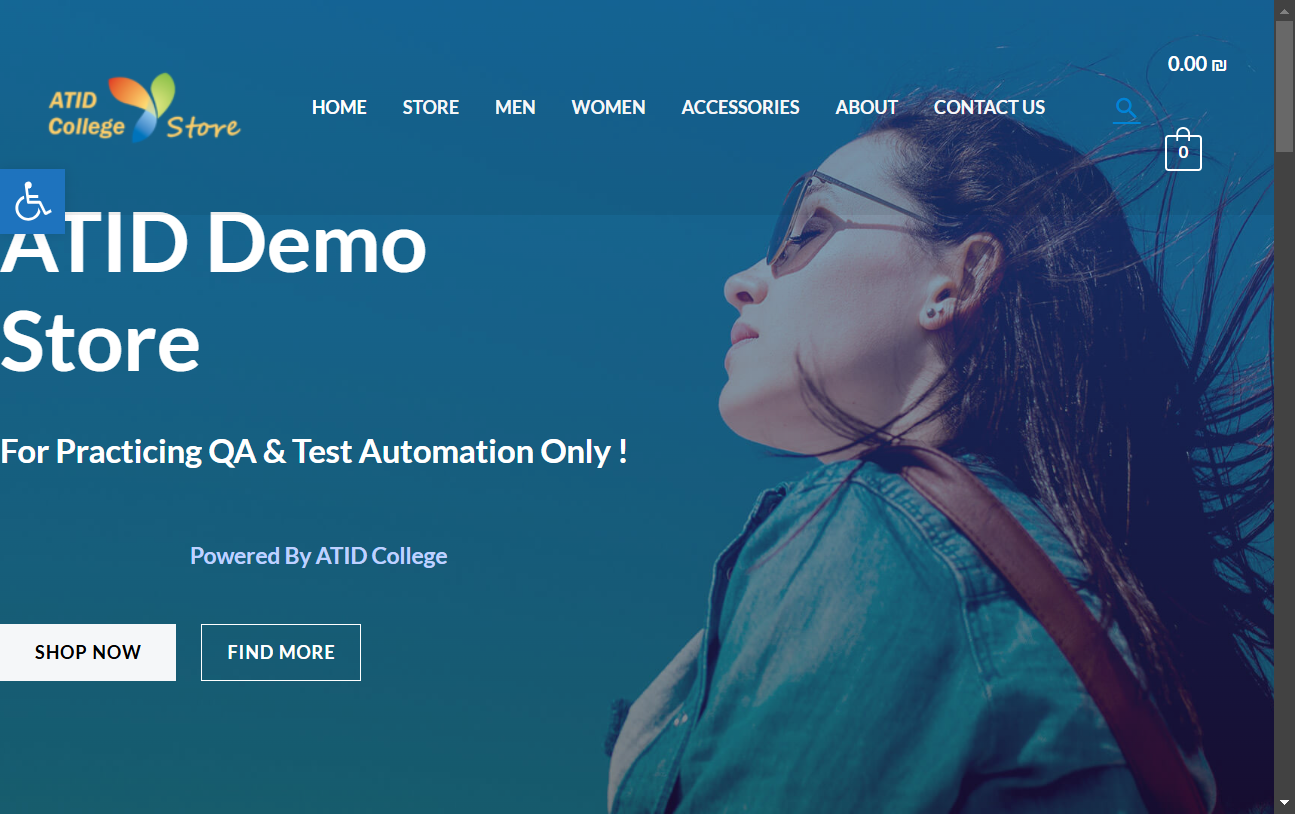 ATID
College Store
HOME STORE MEN WOMEN ACCESSORIES ABOUT CONTACT US
0.00 ₪
0
ATID Demo
Store
For Practicing QA & Test Automation Only !
Powered By ATID College
SHOP NOW FIND MORE